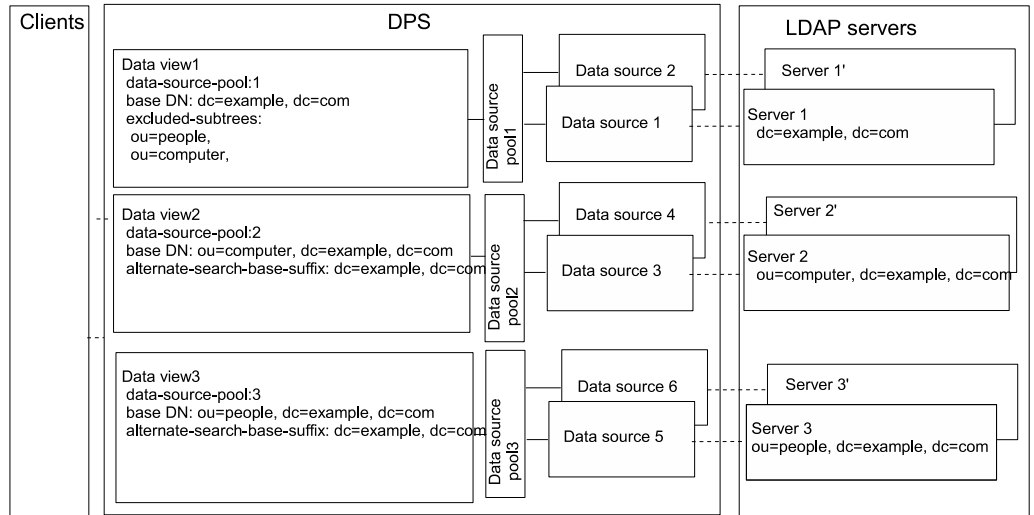 Clients
DPS
LDAP servers
Data view1
data-source-pool:1
base DN: dc=example, dc=com
excluded-subtrees:
ou=people,
ou=computer,
Data source
pool1
Data source 2
Data source 1
Server 1'
Server 1
dc=example, dc=com
Data view2
data-source-pool:2
base DN: ou=computer, dc=example, dc=com
alternate-search-base-suffix: dc=example, dc=com
Data source
pool2
Data source 4
Data source 3
Server 2'
Server 2
ou=computer, dc=example, dc=com
Data view3
data-source-pool:3
base DN: ou=people, dc=example, dc=com
alternate-search-base-suffix: dc=example, dc=com
Data source
pool3
Data source 6
Data source 5
Server 3'
Server 3
ou=people, dc=example, dc=com